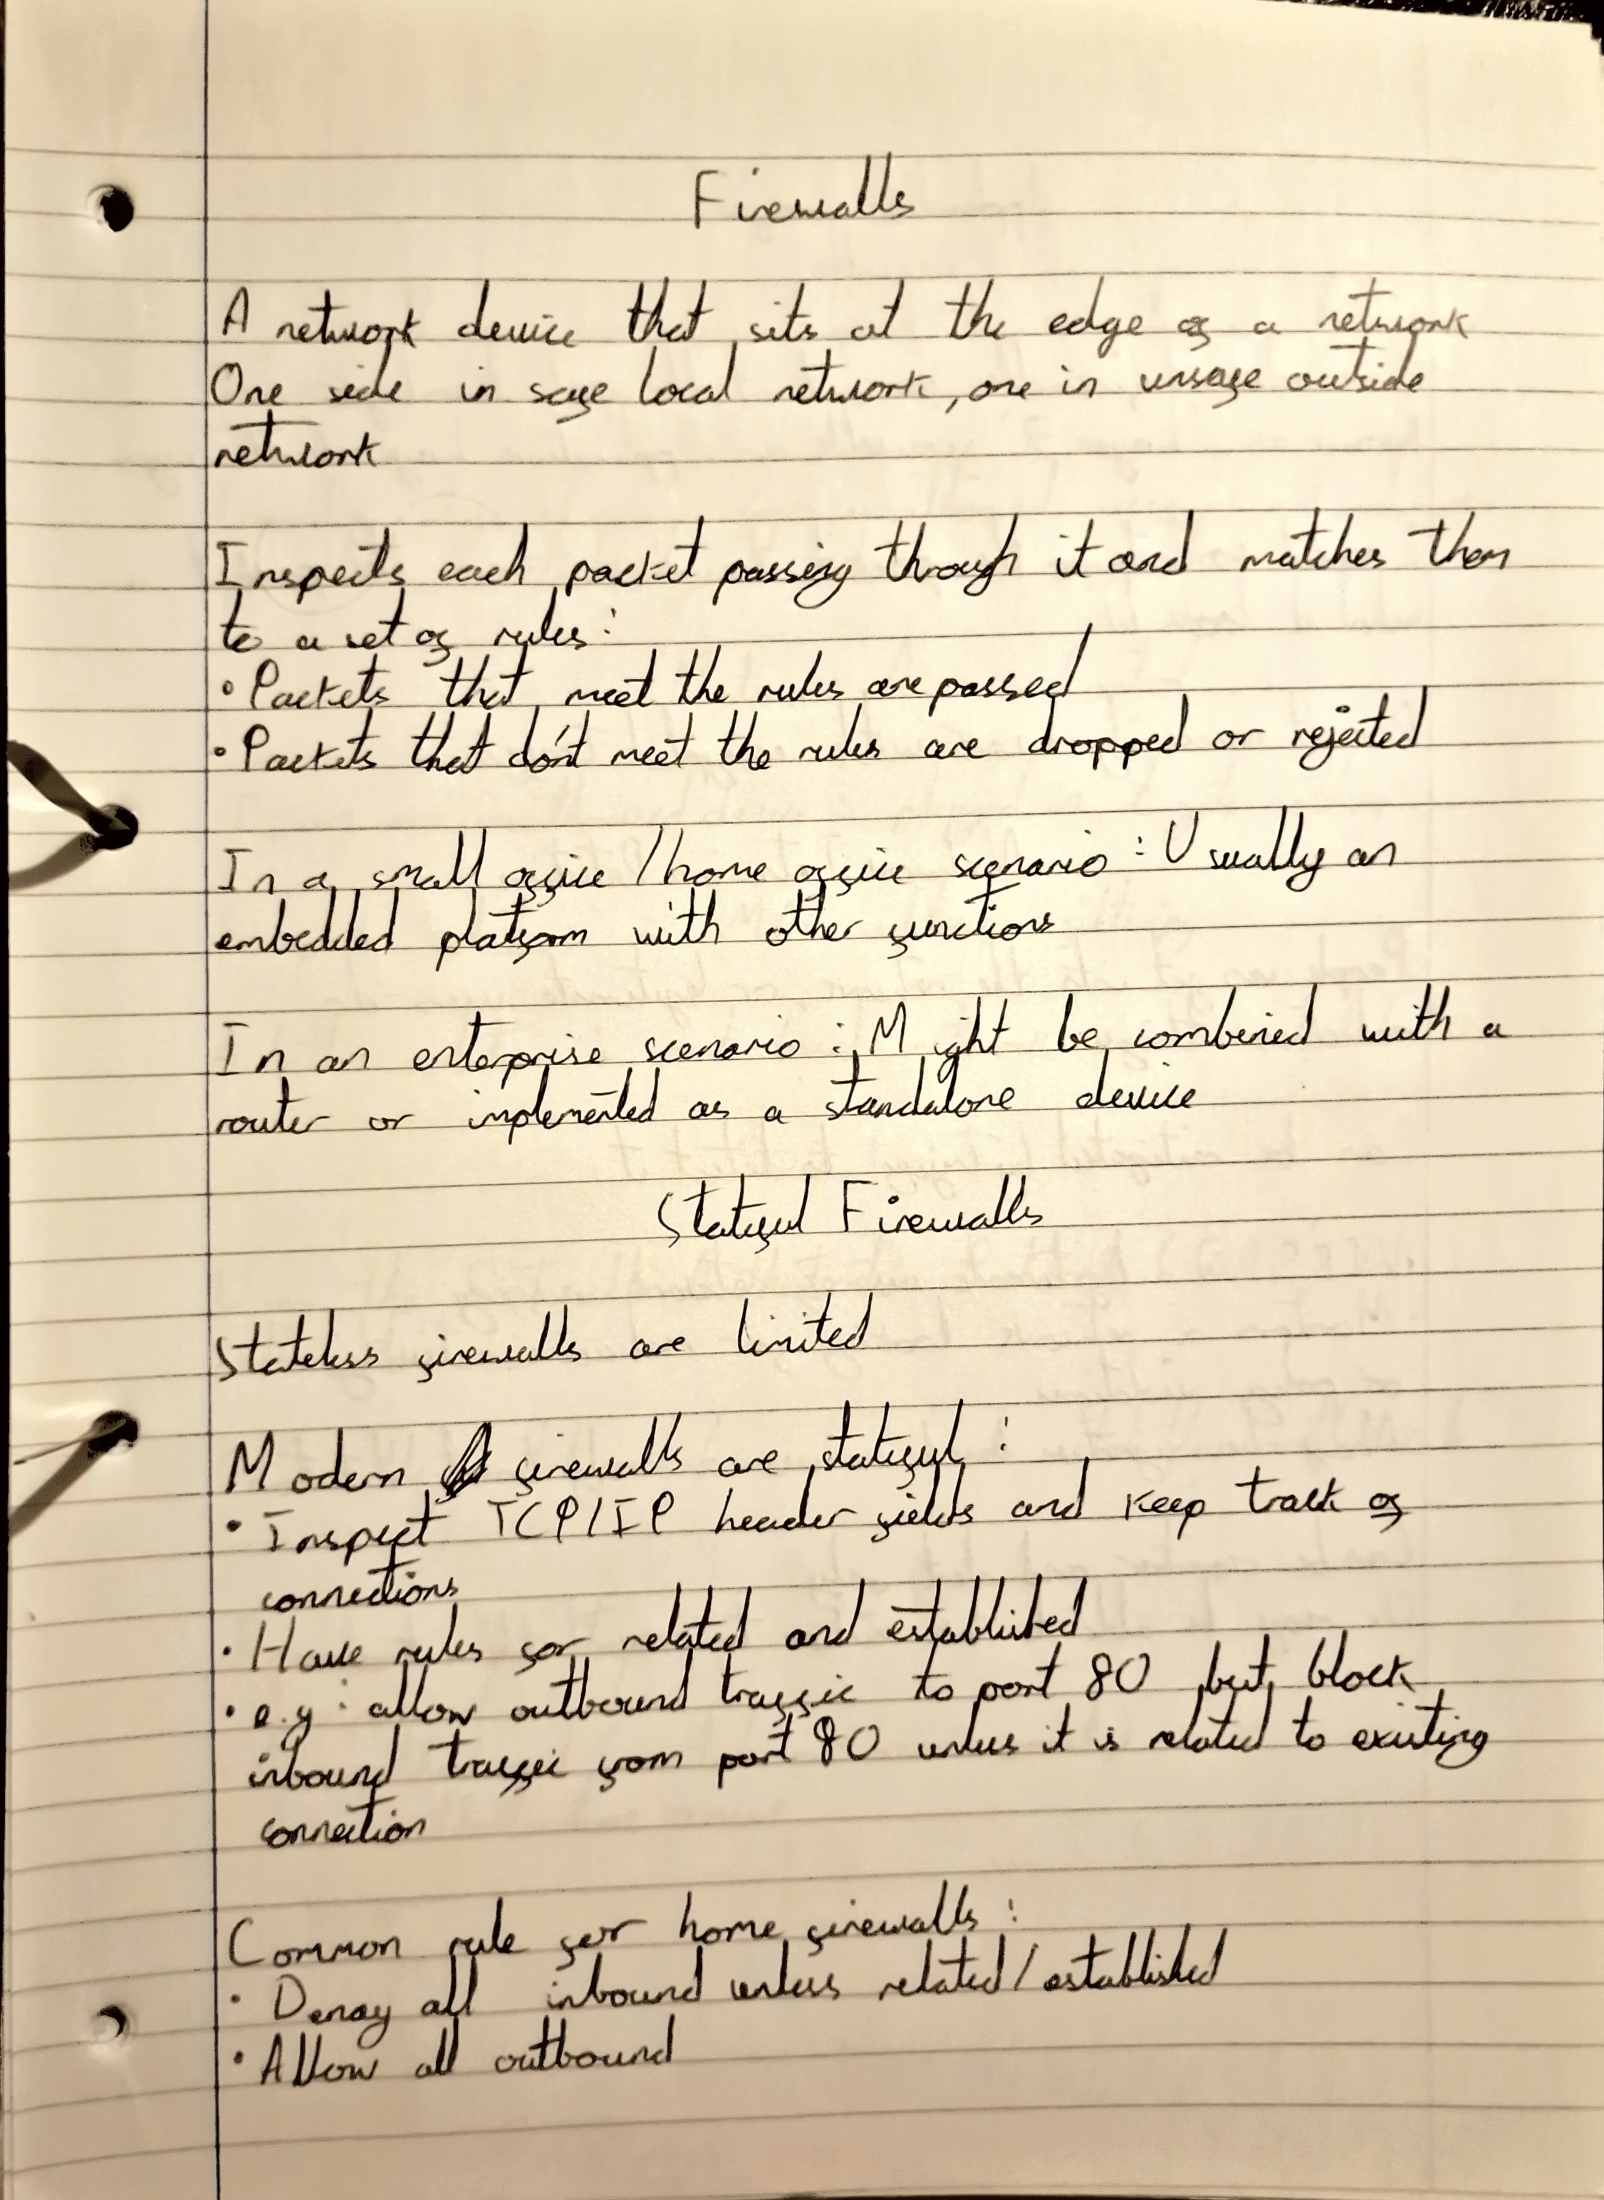 Firewalls
A network device that sits at the edge of a network
One side in safe local network, one in unsafe outside
network
Inspects each packet passing through it and matches them
to a set of rules:
• Packets that meet the rules are passed
• Packets that don't meet the rules are dropped or rejected
In a small office / home office scenario: Usually an
embedded platform with other functions
In an enterprise scenario: Might be combined with a
router or implemented as a standalone device
Stateful Firewalls
Stateless firewalls are limited
Modern firewalls are stateful:
• Inspect TCP/IP header fields and keep track of
connections
• Have rules for related and established
• e.g: allow outbound traffic to port 80 but block
inbound traffic from port 80 unless it is related to existing
connection
Common rule for home firewalls:
• Denay all inbound unless related / established
• Allow all outbound